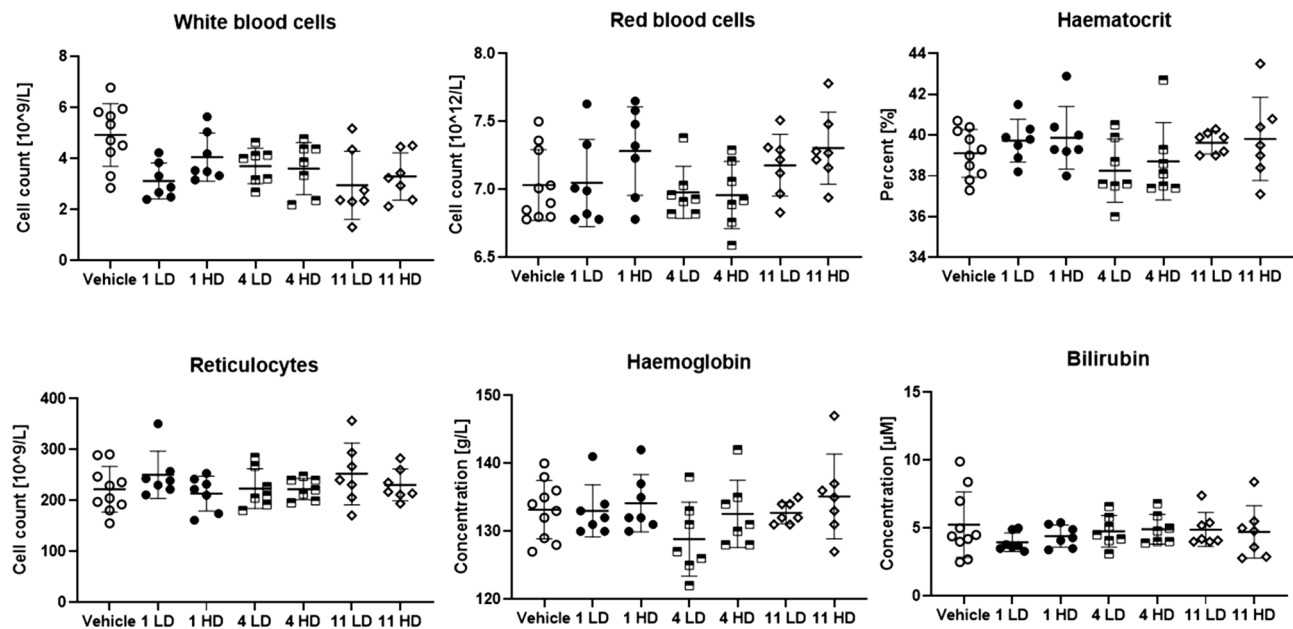 White blood cells
Cell count [10^9/L]
8
6
4
2
0
Vehicle 1 LD 1 HD 4 LD 4 HD 11 LD 11 HD
Red blood cells
Cell count [10^12/L]
8.0
7.5
7.0
6.5
Vehicle 1 LD 1 HD 4 LD 4 HD 11 LD 11 HD
Haematocrit
Percent [%]
44
42
40
38
36
34
Vehicle 1 LD 1 HD 4 LD 4 HD 11 LD 11 HD
Reticulocytes
Cell count [10^9/L]
400
300
200
100
0
Vehicle 1 LD 1 HD 4 LD 4 HD 11 LD 11 HD
Haemoglobin
Concentration [g/L]
150
140
130
120
Vehicle 1 LD 1 HD 4 LD 4 HD 11 LD 11 HD
Bilirubin
Concentration [µM]
15
10
5
0
Vehicle 1 LD 1 HD 4 LD 4 HD 11 LD 11 HD